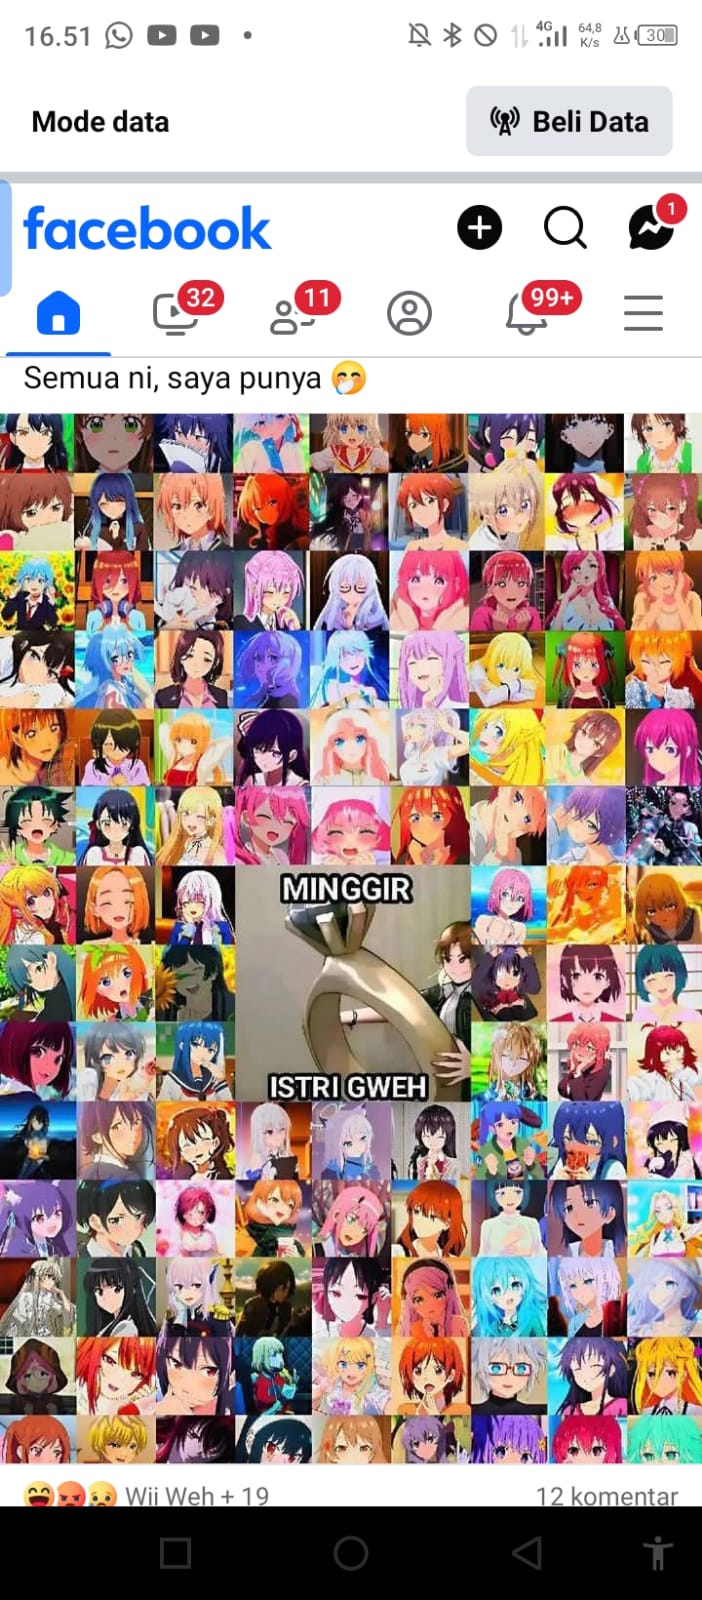 16.51
4G
64,8
K/s
30
Mode data
Beli Data
facebook
1
32
11
99+
Semua ni, saya punya 🤭
MINGGIR
ISTRI GWEH
Wii Weh + 19
12 komentar